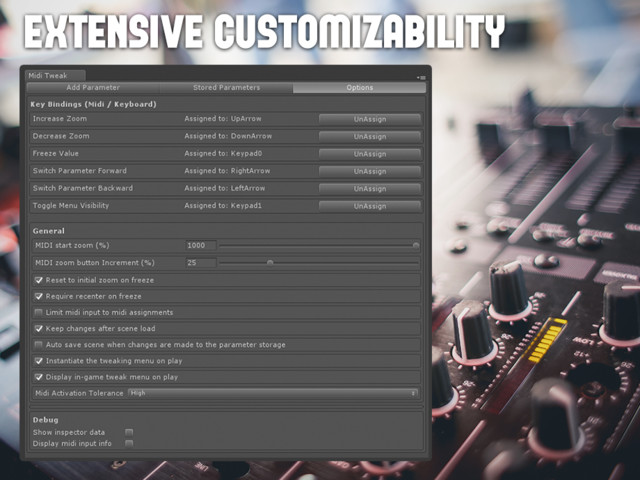 EXTENSIVE CUSTOMIZABILITY
Midi Tweak
Add Parameter Stored Parameters Options
Key Bindings (Midi / Keyboard)
Increase Zoom Assigned to: UpArrow UnAssign
Decrease Zoom Assigned to: DownArrow UnAssign
Freeze Value Assigned to: Keypad0 UnAssign
Switch Parameter Forward Assigned to: RightArrow UnAssign
Switch Parameter Backward Assigned to: LeftArrow UnAssign
Toggle Menu Visibility Assigned to: Keypad1 UnAssign
General
MIDI start zoom (%) 1000
MIDI zoom button Increment (%) 25
Reset to initial zoom on freeze
Require recenter on freeze
Limit midi input to midi assignments
Keep changes after scene load
Auto save scene when changes are made to the parameter storage
Instantiate the tweaking menu on play
Display in-game tweak menu on play
Midi Activation Tolerance High
Debug
Show inspector data
Display midi input info
LOW